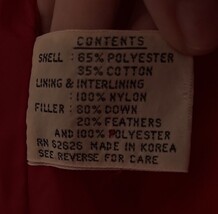 CONTENTS
SHELL : 65% POLYESTER
35% COTTON
LINING & INTERLINING
: 100% NYLON
FILLER : 80% DOWN
20% FEATHERS
AND 100% POLYESTER
RN 62626 MADE IN KOREA
SEE REVERSE FOR CARE